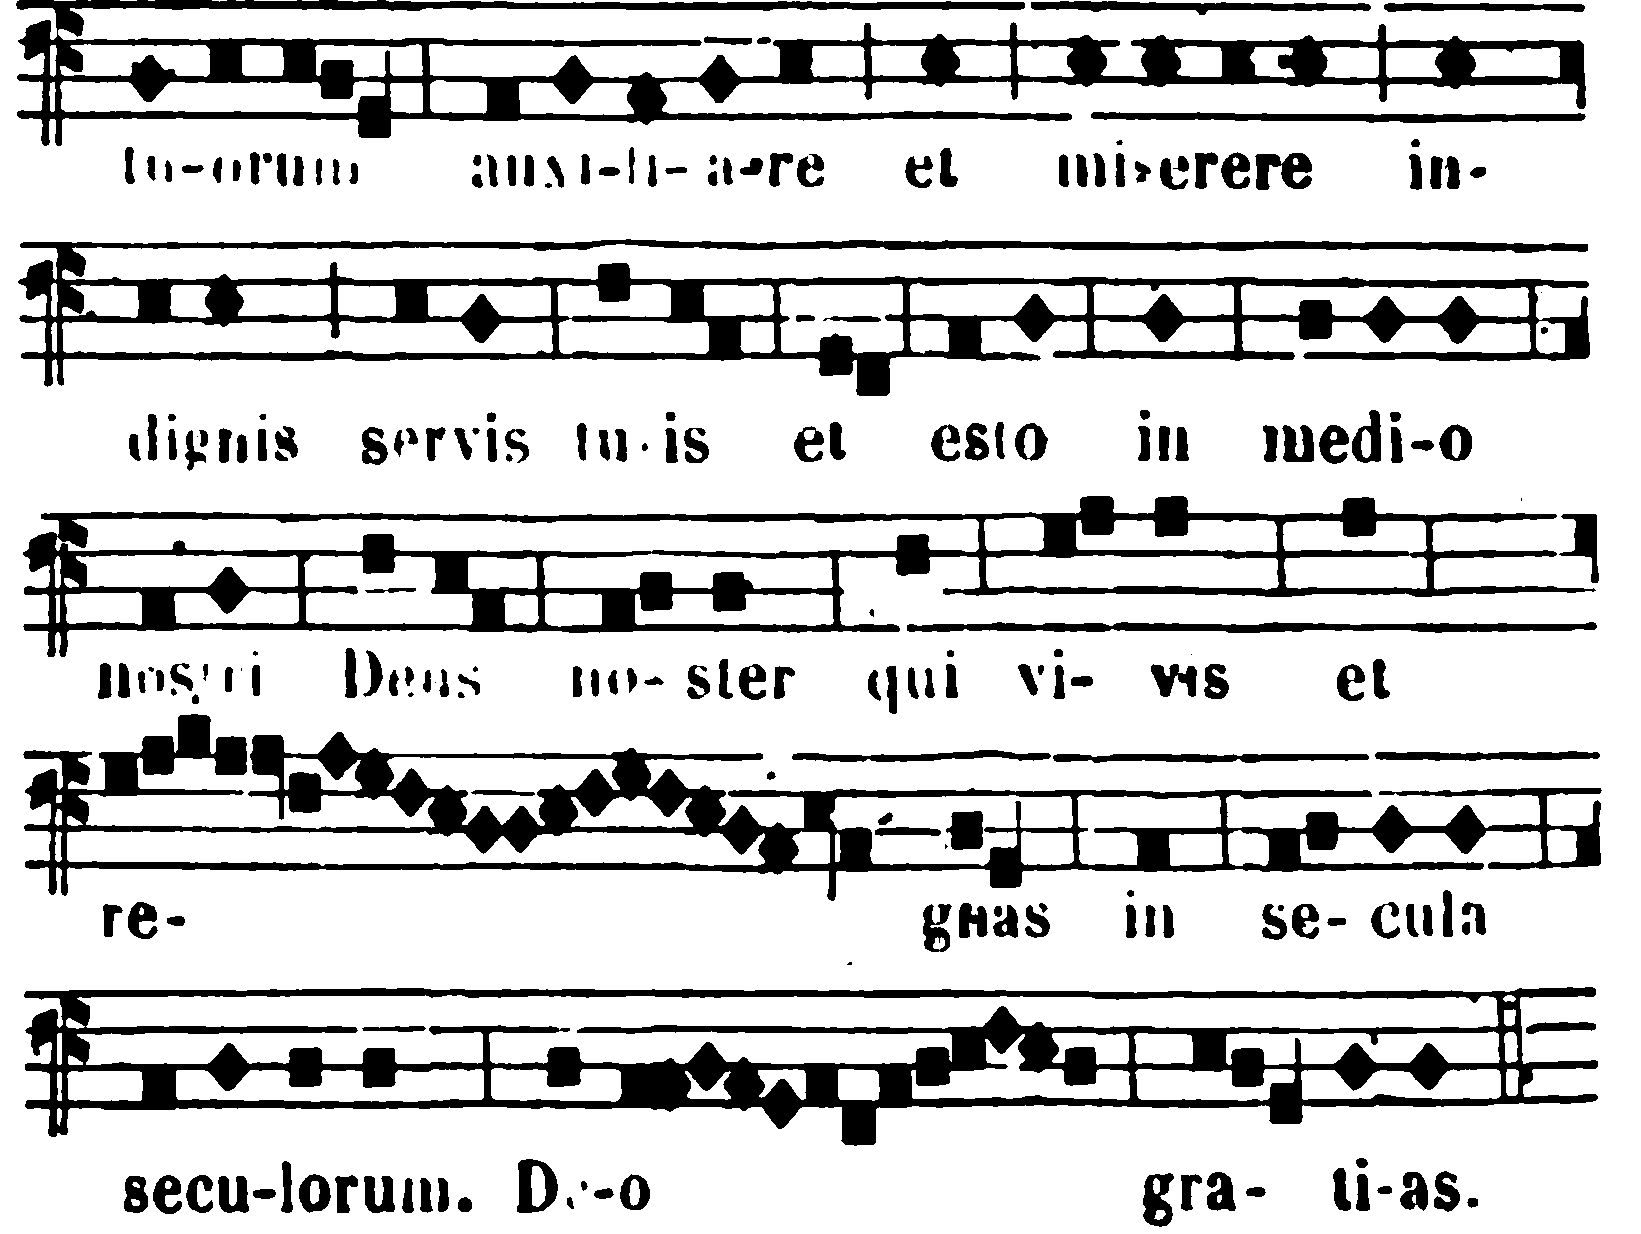 tu-orum auxi-li-a-re et miserere in-
dignis servis tu-is et esto in medi-o
nostri Deus no-ster qui vi-vis et
re-gnas in se-cula
secu-lorum. De-o gra-ti-as.